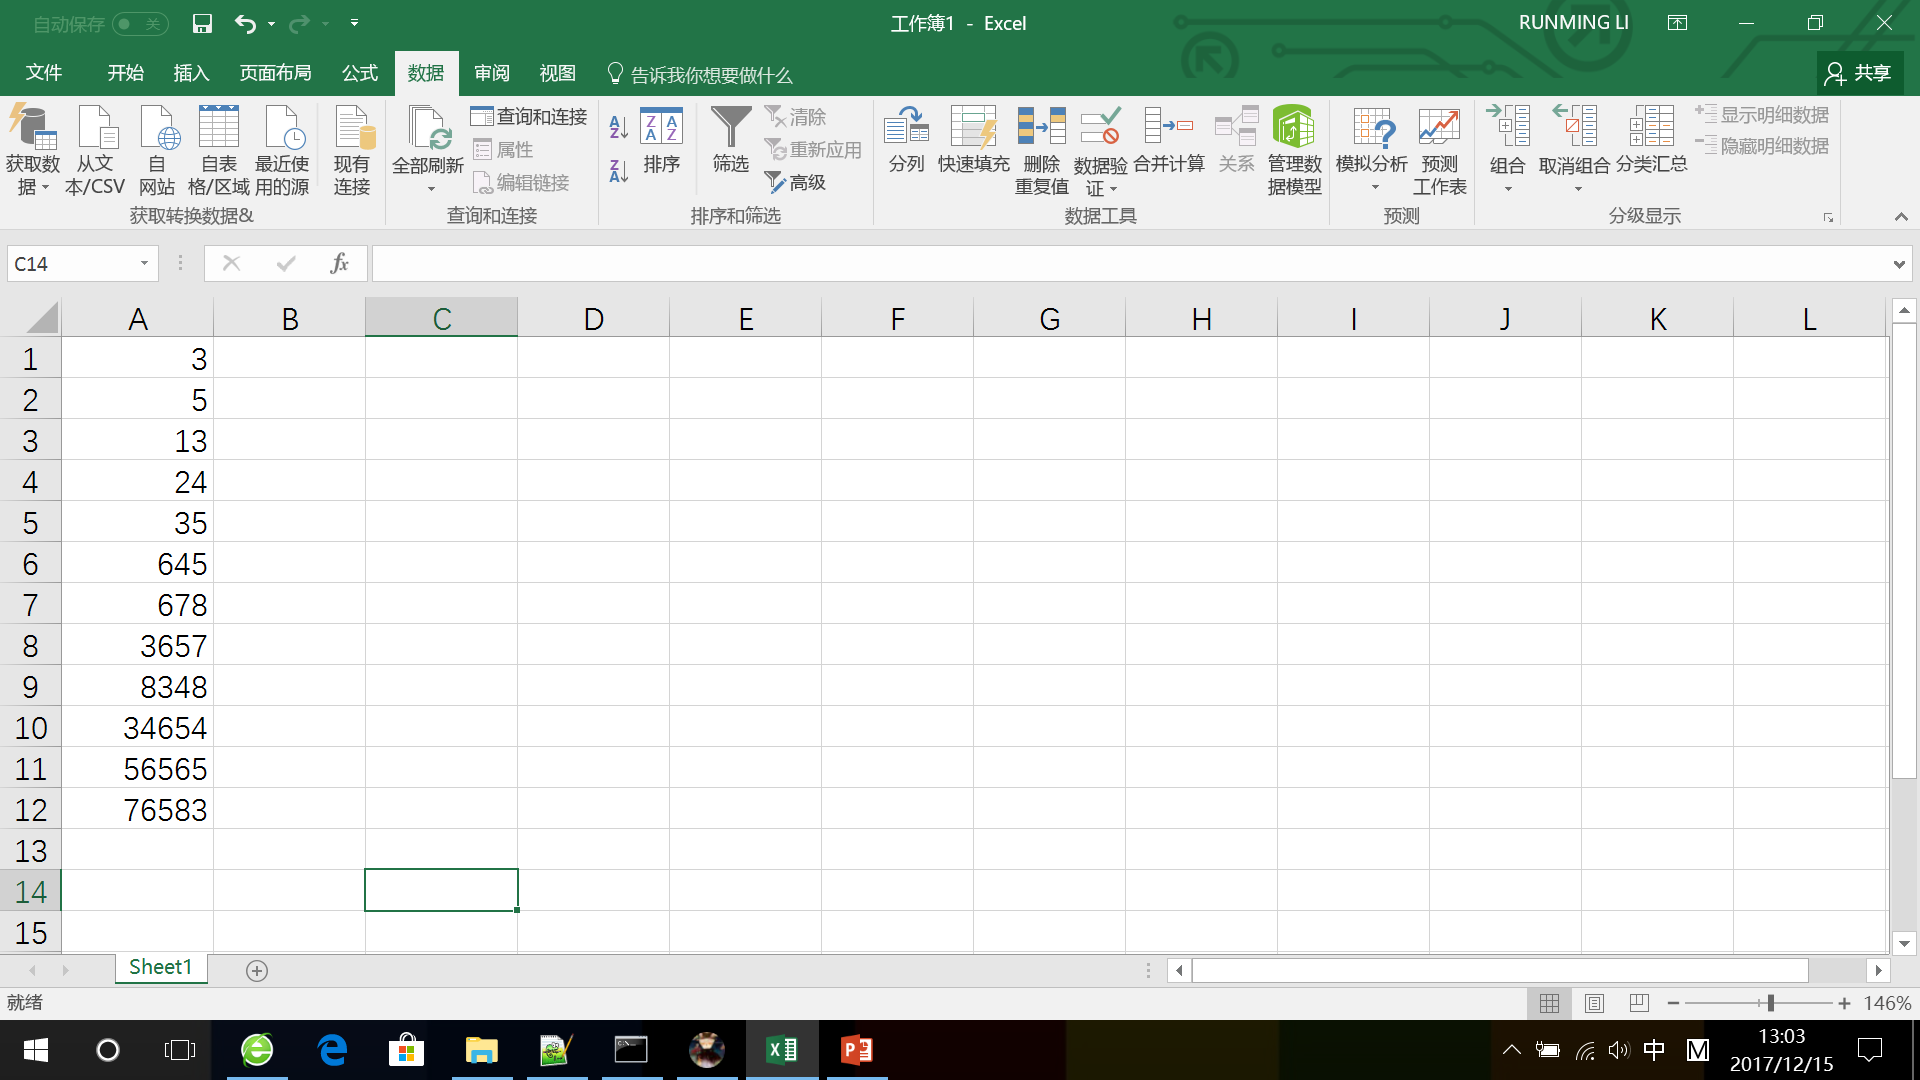 自动保存 关
工作簿1 - Excel
RUNMING LI
文件 开始 插入 页面布局 公式 数据 审阅 视图 告诉我你想要做什么 共享
获取数据
从文本/CSV
自网站
自表格/区域
最近使用的源
现有连接
获取转换数据&
全部刷新
查询和连接
属性
编辑链接
查询和连接
排序
筛选
清除
重新应用
高级
排序和筛选
分列
快速填充
删除重复值
数据验证
合并计算
关系
管理数据模型
数据工具
模拟分析
预测工作表
预测
组合
取消组合
分类汇总
显示明细数据
隐藏明细数据
分级显示
C14 fx
A B C D E F G H I J K L
1 3
2 5
3 13
4 24
5 35
6 645
7 678
8 3657
9 8348
10 34654
11 56565
12 76583
13
14
15
Sheet1
就绪 146%
中 M 13:03
2017/12/15